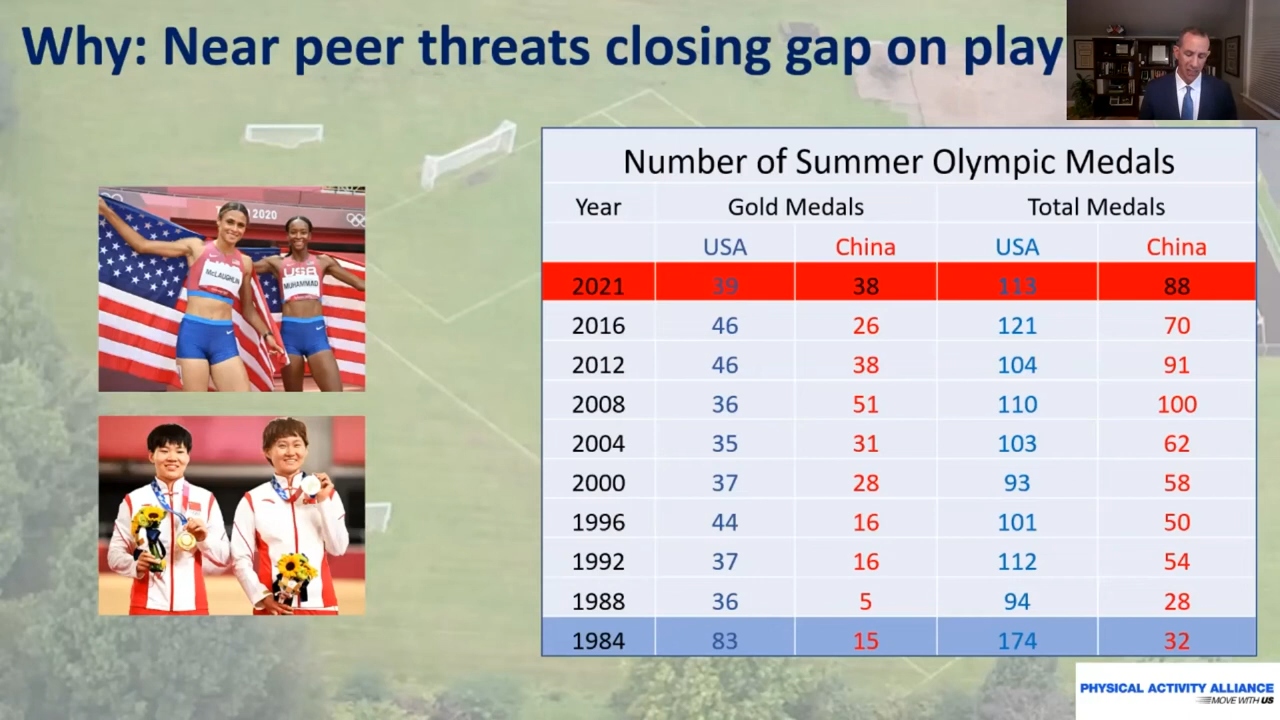 Why: Near peer threats closing gap on play
2020
McLAUGHLIN
USA
MUHAMMAD
Number of Summer Olympic Medals
Year Gold Medals Total Medals
USA China USA China
2021 39 38 113 88
2016 46 26 121 70
2012 46 38 104 91
2008 36 51 110 100
2004 35 31 103 62
2000 37 28 93 58
1996 44 16 101 50
1992 37 16 112 54
1988 36 5 94 28
1984 83 15 174 32
PHYSICAL ACTIVITY ALLIANCE
MOVE WITH US